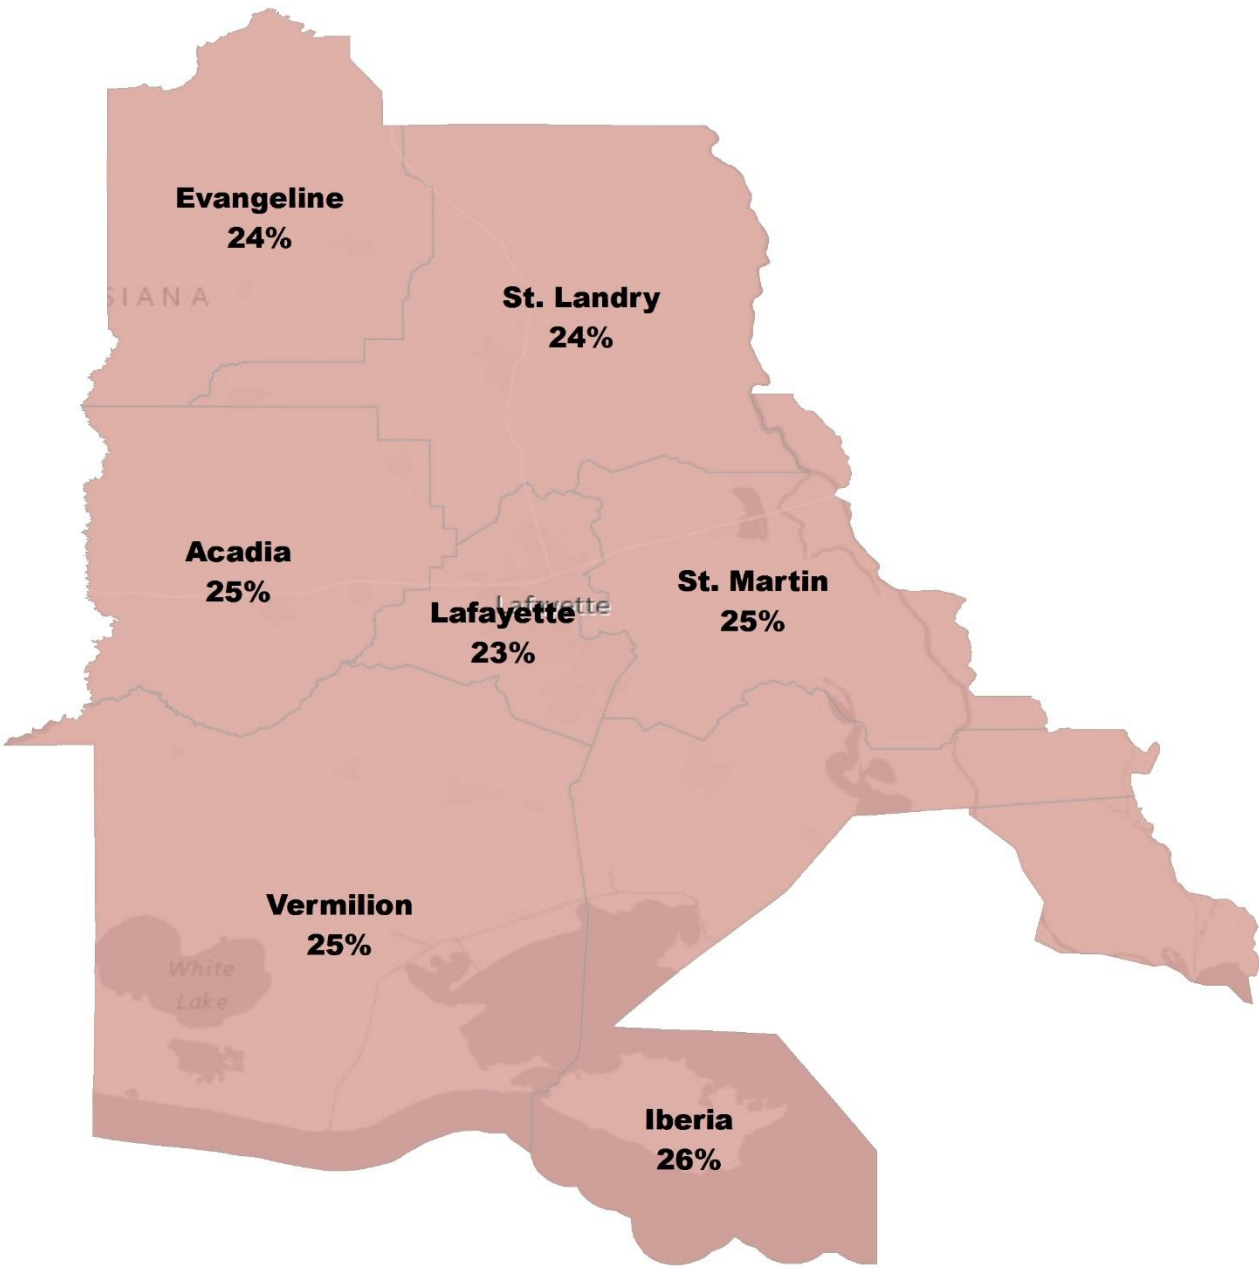 Evangeline
24%
SIANA
St. Landry
24%
Acadia
25%
St. Martin
25%
Lafayette
Lafayette
23%
Vermilion
25%
White
Lake
Iberia
26%